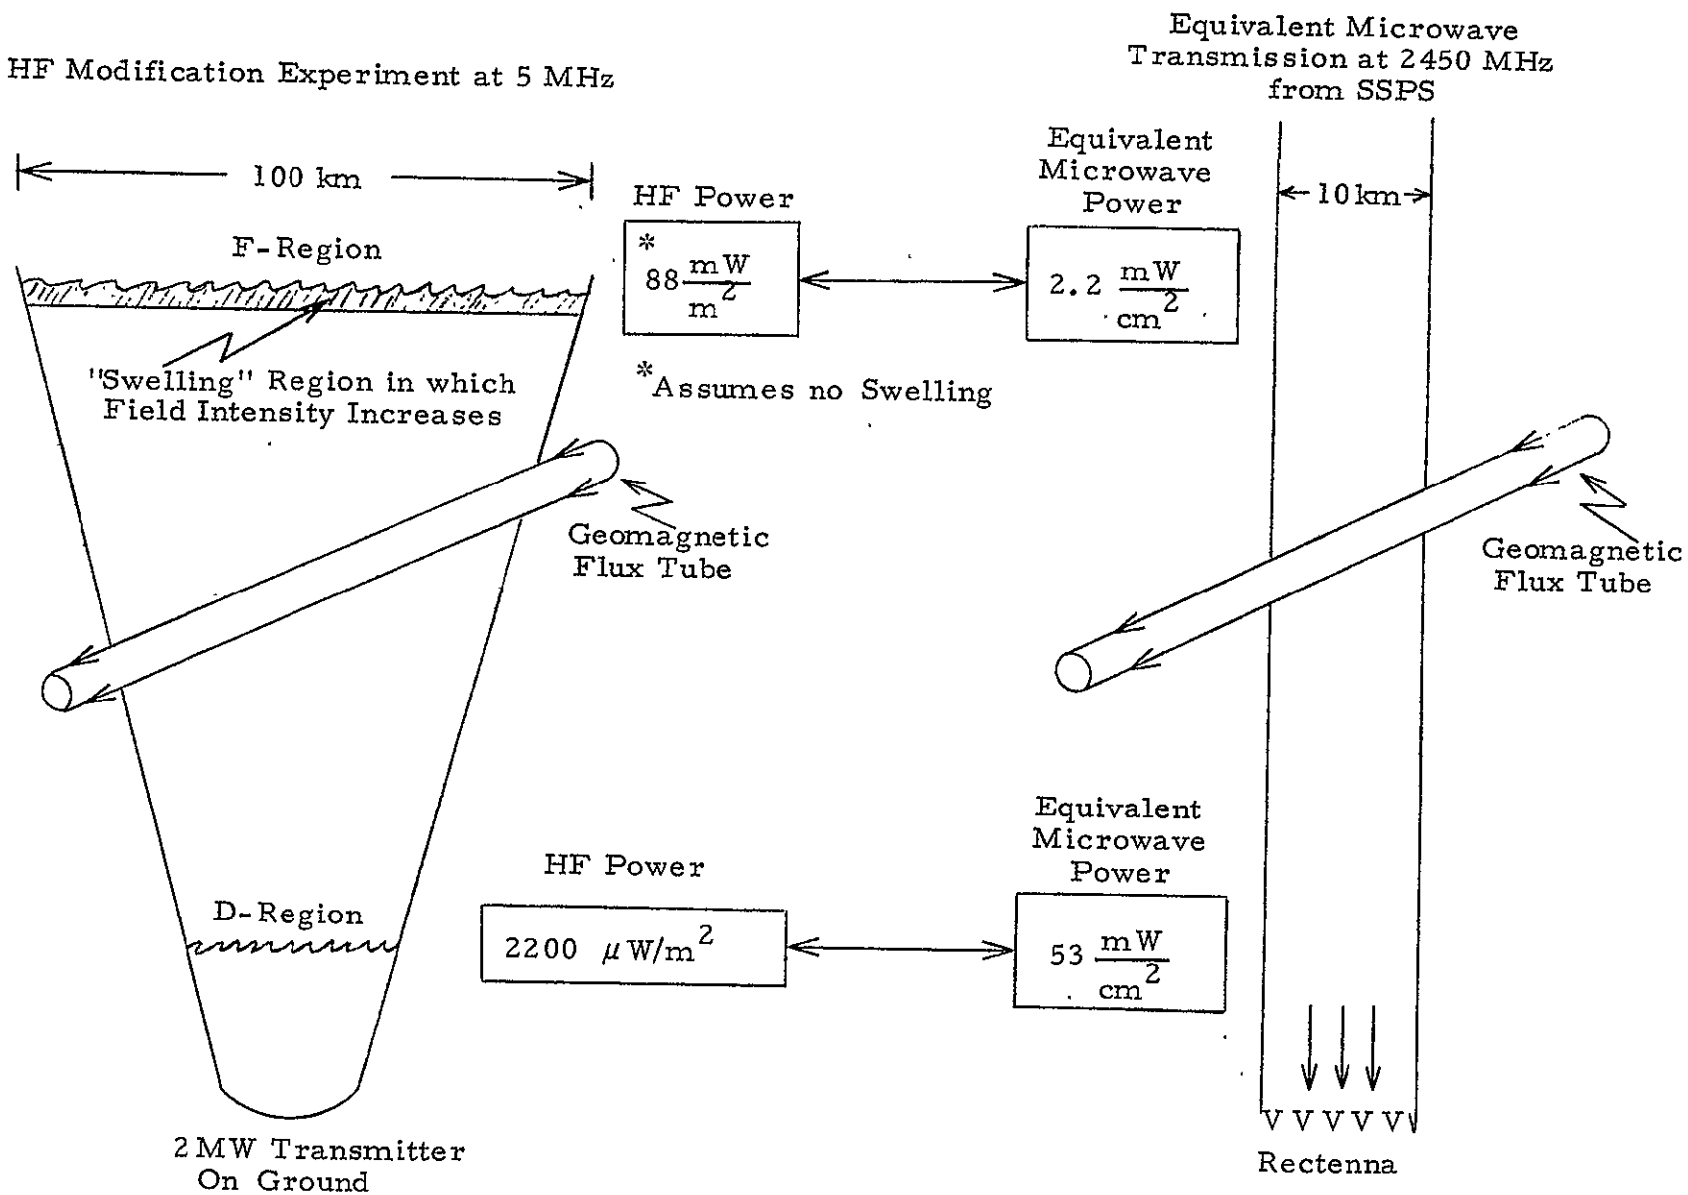 HF Modification Experiment at 5 MHz
Equivalent Microwave
Transmission at 2450 MHz
from SSPS
100 km
F-Region
"Swelling" Region in which
Field Intensity Increases
HF Power
*
88 mW
m2
*Assumes no Swelling
Equivalent
Microwave
Power
2.2 mW
cm2
10 km
Geomagnetic
Flux Tube
Geomagnetic
Flux Tube
HF Power
2200 μW/m2
Equivalent
Microwave
Power
53 mW
cm2
D-Region
2 MW Transmitter
On Ground
V V V V V
Rectenna